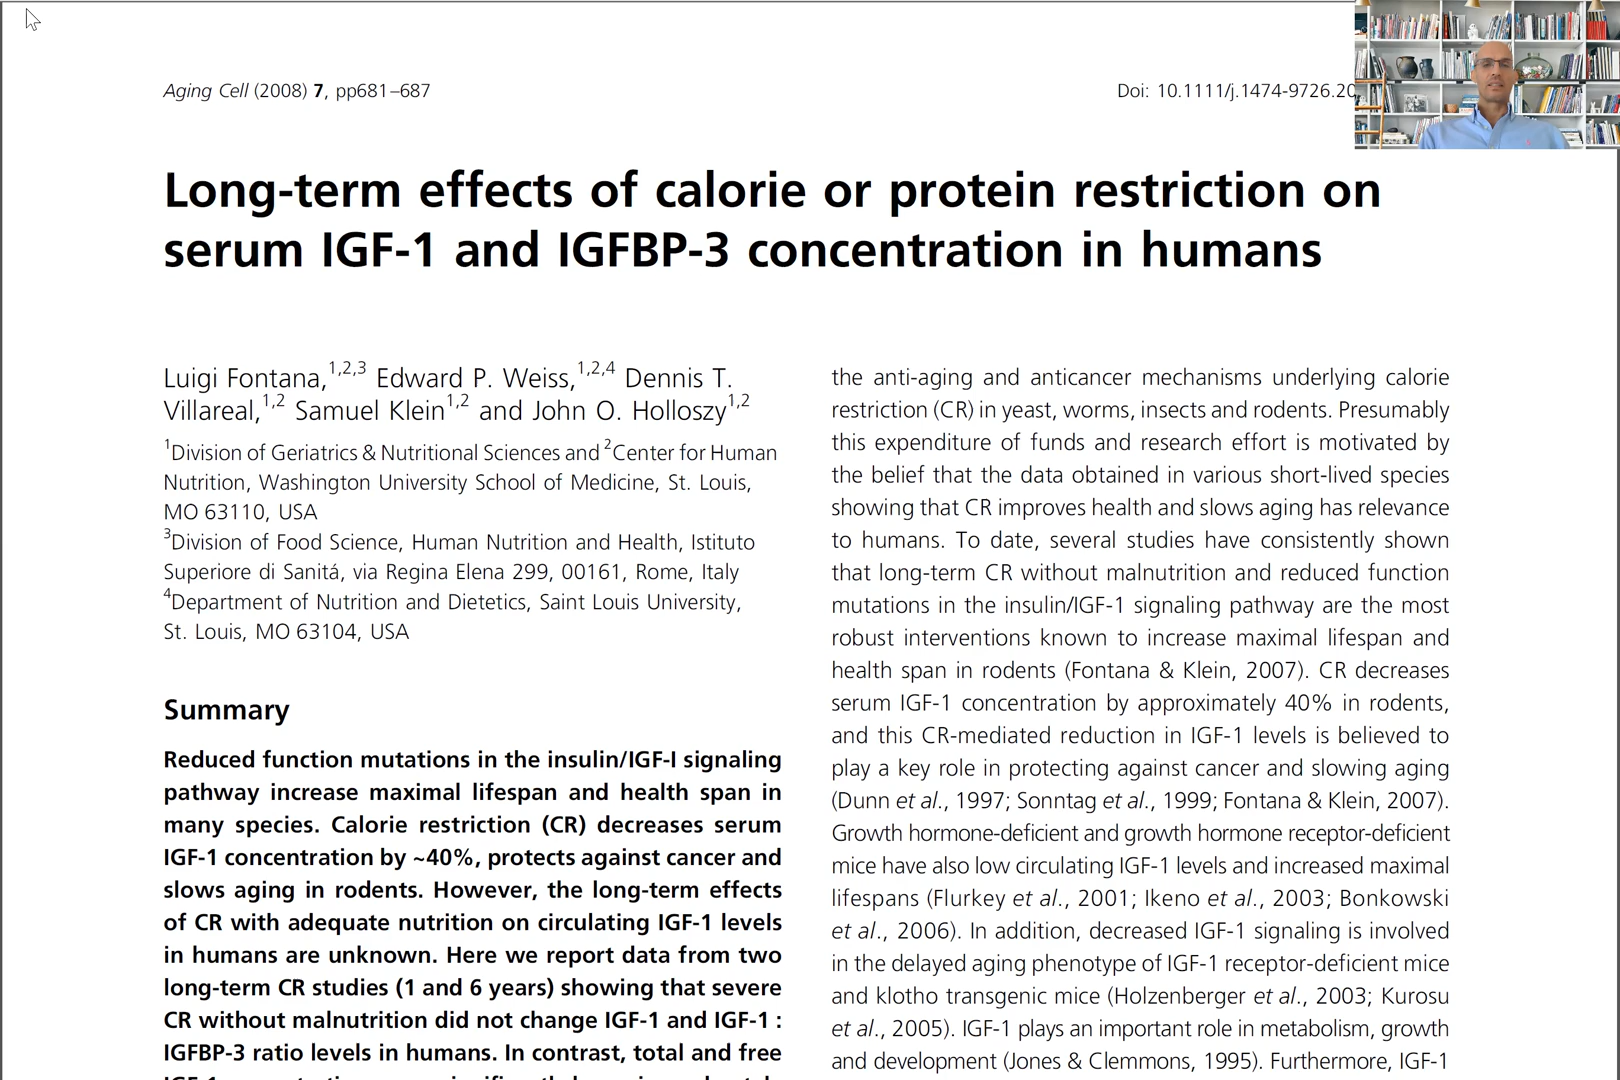 Aging Cell (2008) 7, pp681–687
Doi: 10.1111/j.1474-9726.20
Long-term effects of calorie or protein restriction on
serum IGF-1 and IGFBP-3 concentration in humans
Luigi Fontana,1,2,3 Edward P. Weiss,1,2,4 Dennis T.
Villareal,1,2 Samuel Klein1,2 and John O. Holloszy1,2
1Division of Geriatrics & Nutritional Sciences and 2Center for Human
Nutrition, Washington University School of Medicine, St. Louis,
MO 63110, USA
3Division of Food Science, Human Nutrition and Health, Istituto
Superiore di Sanitá, via Regina Elena 299, 00161, Rome, Italy
4Department of Nutrition and Dietetics, Saint Louis University,
St. Louis, MO 63104, USA
Summary
Reduced function mutations in the insulin/IGF-I signaling
pathway increase maximal lifespan and health span in
many species. Calorie restriction (CR) decreases serum
IGF-1 concentration by ~40%, protects against cancer and
slows aging in rodents. However, the long-term effects
of CR with adequate nutrition on circulating IGF-1 levels
in humans are unknown. Here we report data from two
long-term CR studies (1 and 6 years) showing that severe
CR without malnutrition did not change IGF-1 and IGF-1 :
IGFBP-3 ratio levels in humans. In contrast, total and free
the anti-aging and anticancer mechanisms underlying calorie
restriction (CR) in yeast, worms, insects and rodents. Presumably
this expenditure of funds and research effort is motivated by
the belief that the data obtained in various short-lived species
showing that CR improves health and slows aging has relevance
to humans. To date, several studies have consistently shown
that long-term CR without malnutrition and reduced function
mutations in the insulin/IGF-1 signaling pathway are the most
robust interventions known to increase maximal lifespan and
health span in rodents (Fontana & Klein, 2007). CR decreases
serum IGF-1 concentration by approximately 40% in rodents,
and this CR-mediated reduction in IGF-1 levels is believed to
play a key role in protecting against cancer and slowing aging
(Dunn et al., 1997; Sonntag et al., 1999; Fontana & Klein, 2007).
Growth hormone-deficient and growth hormone receptor-deficient
mice have also low circulating IGF-1 levels and increased maximal
lifespans (Flurkey et al., 2001; Ikeno et al., 2003; Bonkowski
et al., 2006). In addition, decreased IGF-1 signaling is involved
in the delayed aging phenotype of IGF-1 receptor-deficient mice
and klotho transgenic mice (Holzenberger et al., 2003; Kurosu
et al., 2005). IGF-1 plays an important role in metabolism, growth
and development (Jones & Clemmons, 1995). Furthermore, IGF-1